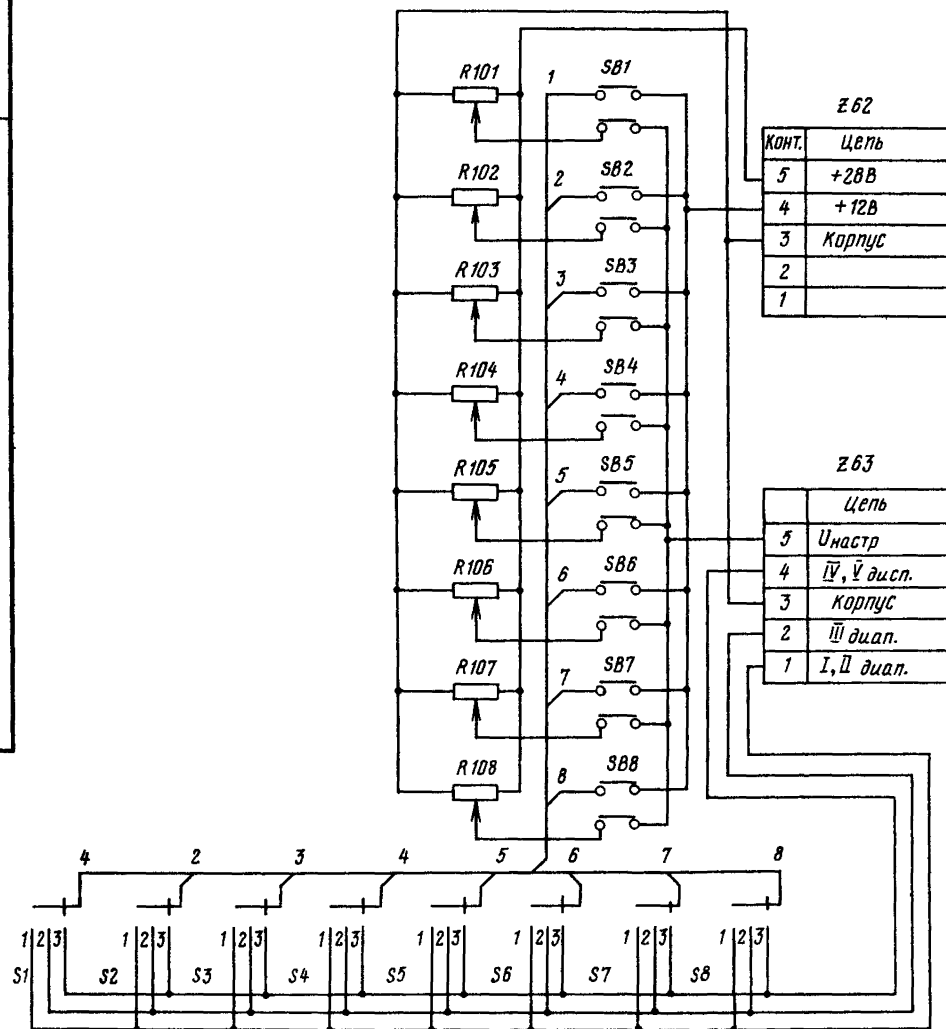 R101
1
SB1
Z62
Конт. Цепь
5 +28В
4 +12В
3 Корпус
2
1
R102
2
SB2
R103
3
SB3
R104
4
SB4
R105
5
SB5
Z63
Цепь
5 Uнастр
4 IV, V дисп.
3 Корпус
2 III диап.
1 I, II диап.
R106
6
SB6
R107
7
SB7
R108
8
SB8
4 2 3 4 5 6 7 8
1 2 3 1 2 3 1 2 3 1 2 3 1 2 3 1 2 3 1 2 3 1 2 3
S1 S2 S3 S4 S5 S6 S7 S8